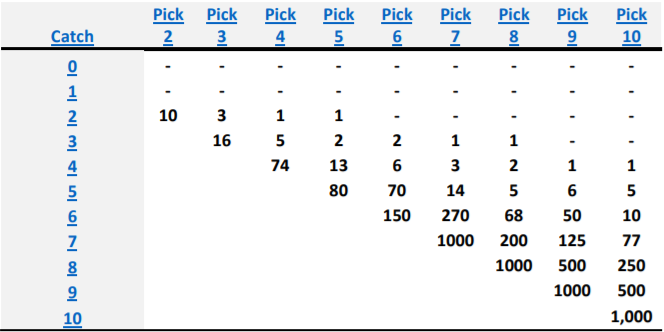 Pick Pick Pick Pick Pick Pick Pick Pick Pick
Catch 2 3 4 5 6 7 8 9 10
0 - - - - - - - - -
1 - - - - - - - - -
2 10 3 1 1 - - - - -
3 16 5 2 2 1 1 - -
4 74 13 6 3 2 1 1
5 80 70 14 5 6 5
6 150 270 68 50 10
7 1000 200 125 77
8 1000 500 250
9 1000 500
10 1,000